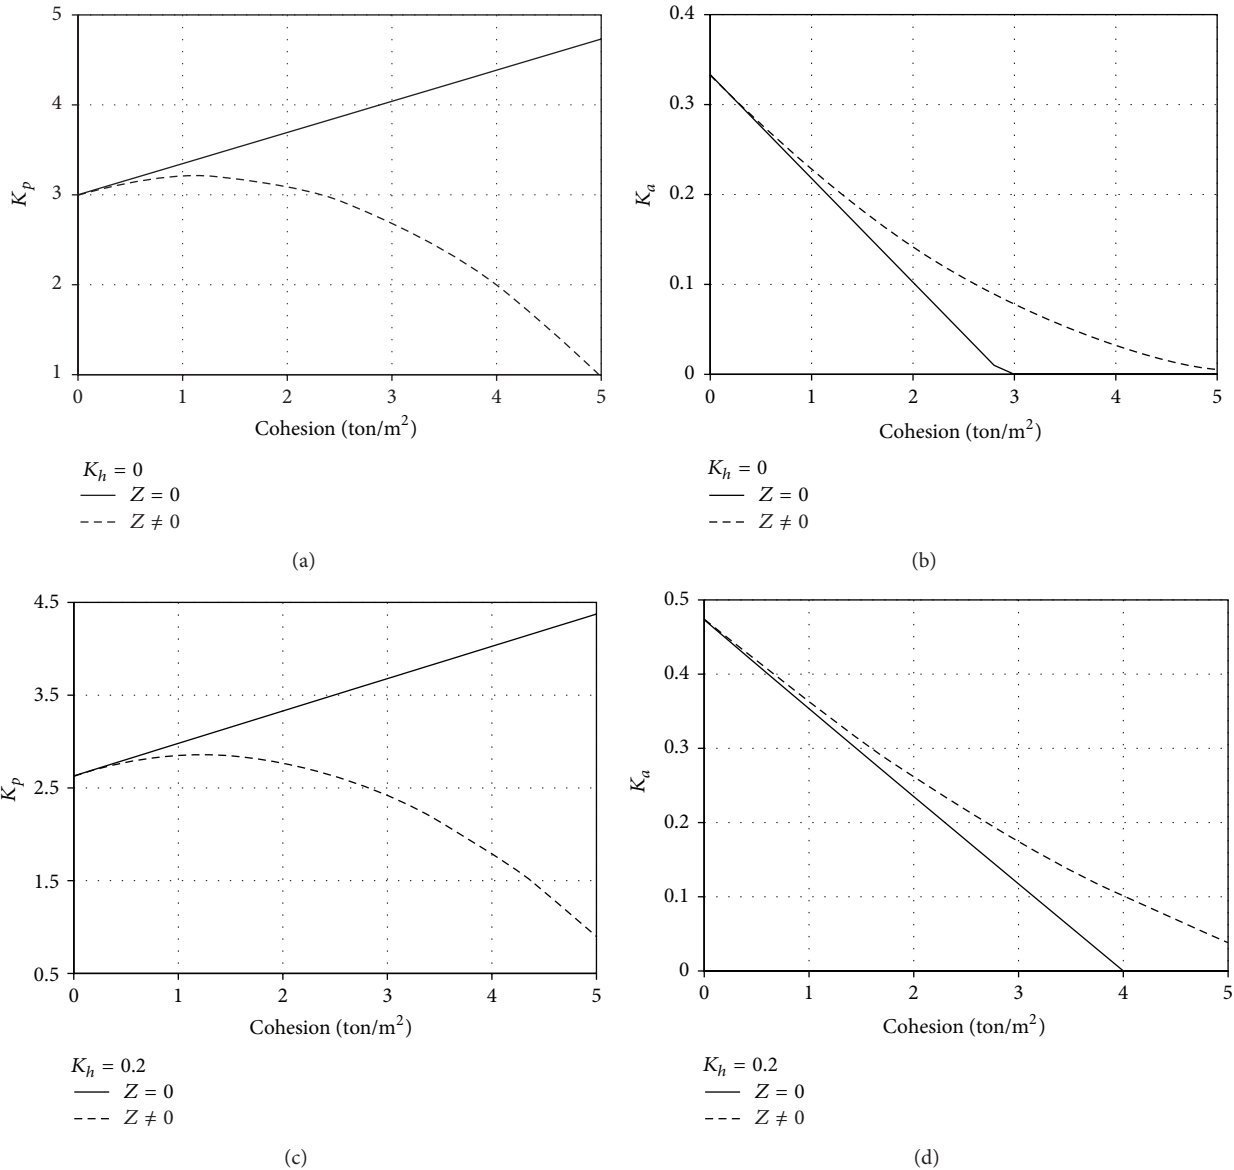 5
4
3
2
1
K_p
0 1 2 3 4 5
Cohesion (ton/m²)
K_h = 0
Z = 0
Z ≠ 0
(a)
0.4
0.3
0.2
0.1
0
K_a
0 1 2 3 4 5
Cohesion (ton/m²)
K_h = 0
Z = 0
Z ≠ 0
(b)
4.5
3.5
2.5
1.5
0.5
K_p
0 1 2 3 4 5
Cohesion (ton/m²)
K_h = 0.2
Z = 0
Z ≠ 0
(c)
0.5
0.4
0.3
0.2
0.1
0
K_a
0 1 2 3 4 5
Cohesion (ton/m²)
K_h = 0.2
Z = 0
Z ≠ 0
(d)